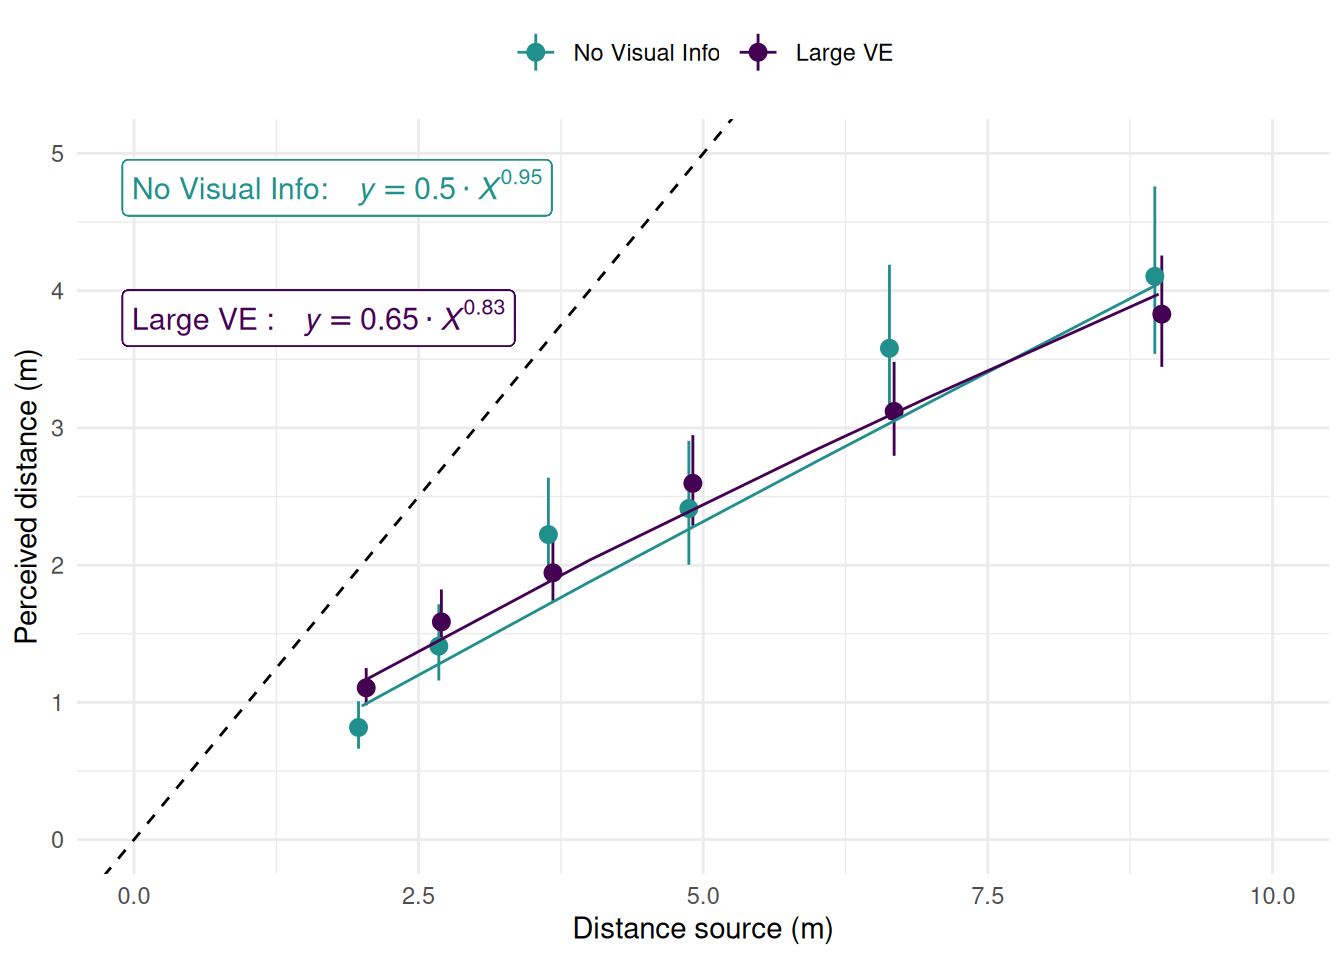 No Visual Info   Large VE
5
No Visual Info:   y = 0.5 · X^0.95
4
Large VE :   y = 0.65 · X^0.83
3
2
1
0
Perceived distance (m)
0.0   2.5   5.0   7.5   10.0
Distance source (m)